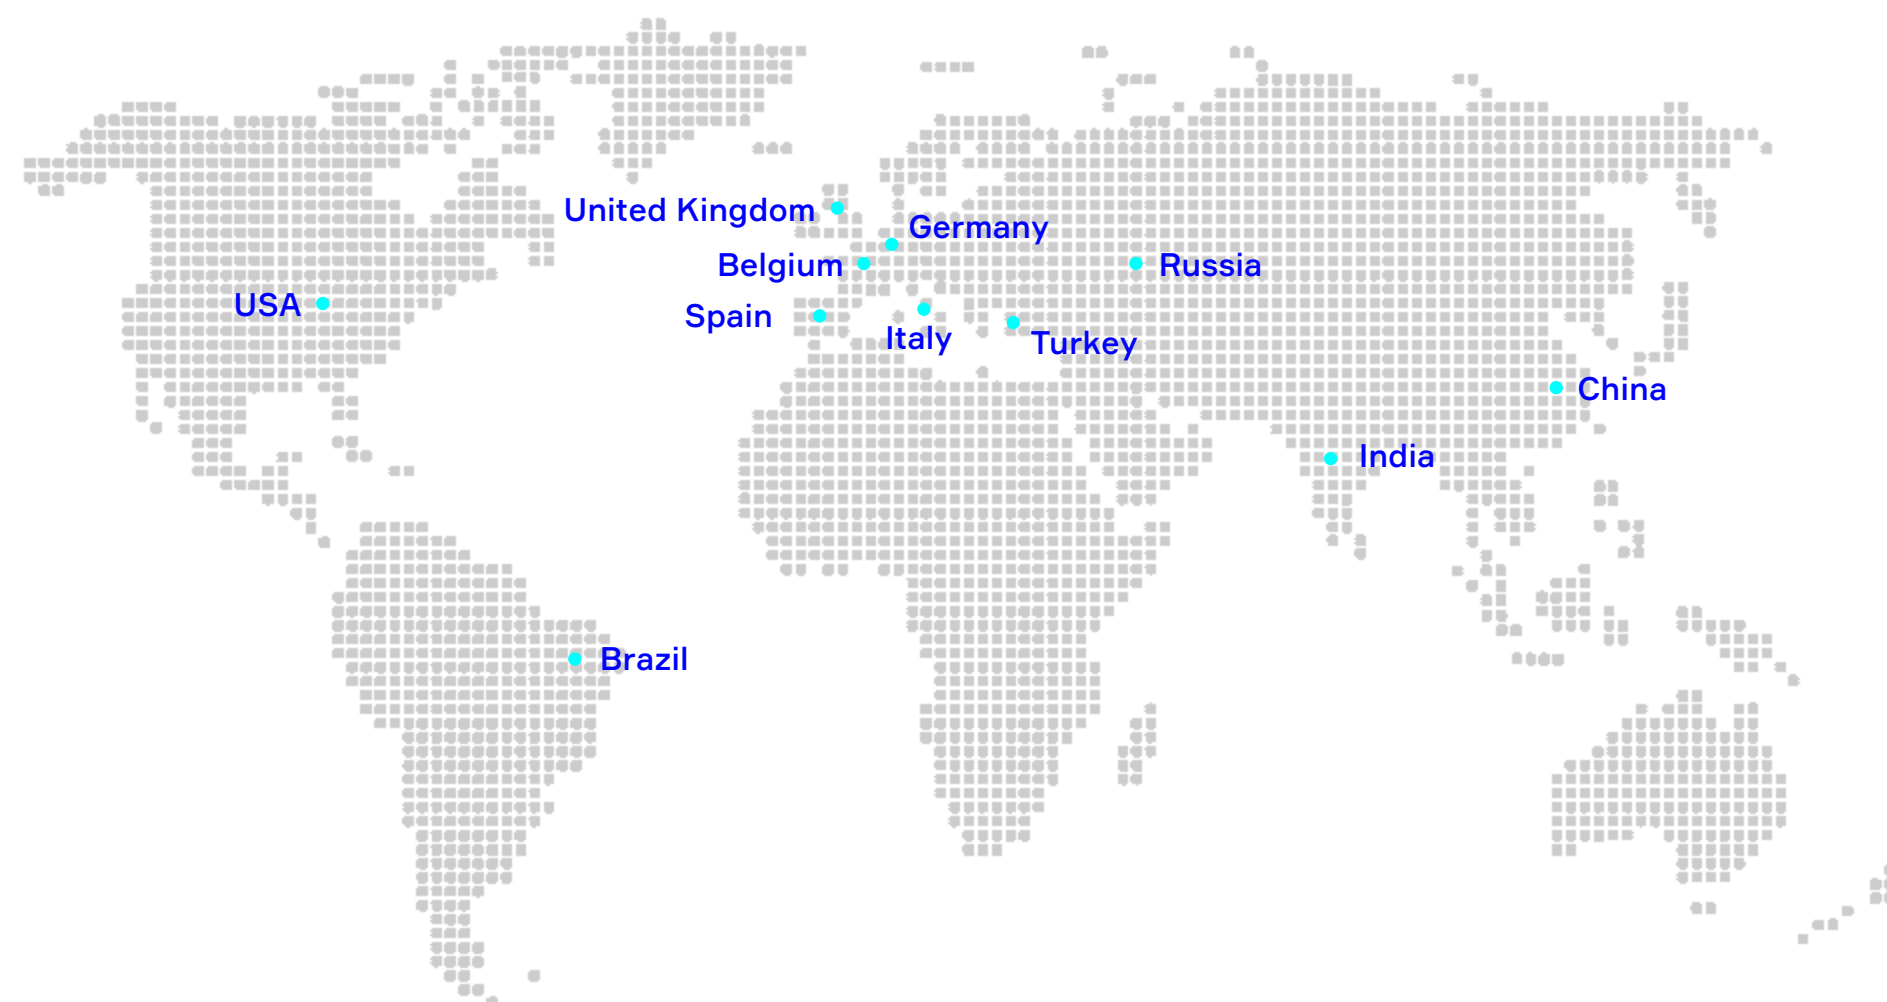 United Kingdom
Germany
Belgium
Russia
USA
Spain
Italy
Turkey
China
India
Brazil